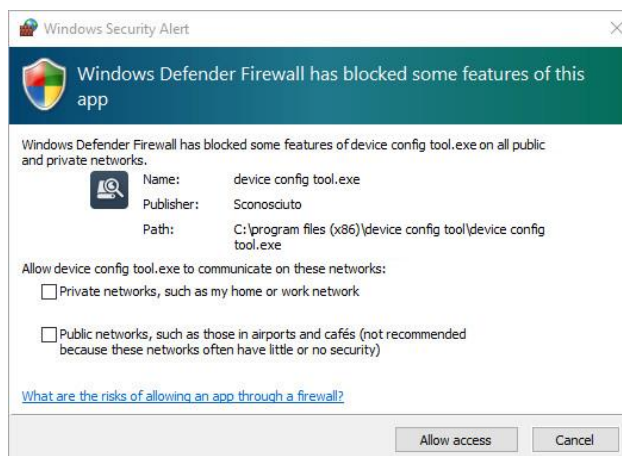 Windows Security Alert
Windows Defender Firewall has blocked some features of this
app
Windows Defender Firewall has blocked some features of device config tool.exe on all public
and private networks.
Name: device config tool.exe
Publisher: Sconosciuto
Path: C:\program files (x86)\device config tool\device config
tool.exe
Allow device config tool.exe to communicate on these networks:
Private networks, such as my home or work network
Public networks, such as those in airports and cafés (not recommended
because these networks often have little or no security)
What are the risks of allowing an app through a firewall?
Allow access Cancel